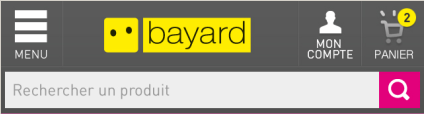 MENU
bayard
MON
COMPTE
2
PANIER
Rechercher un produit